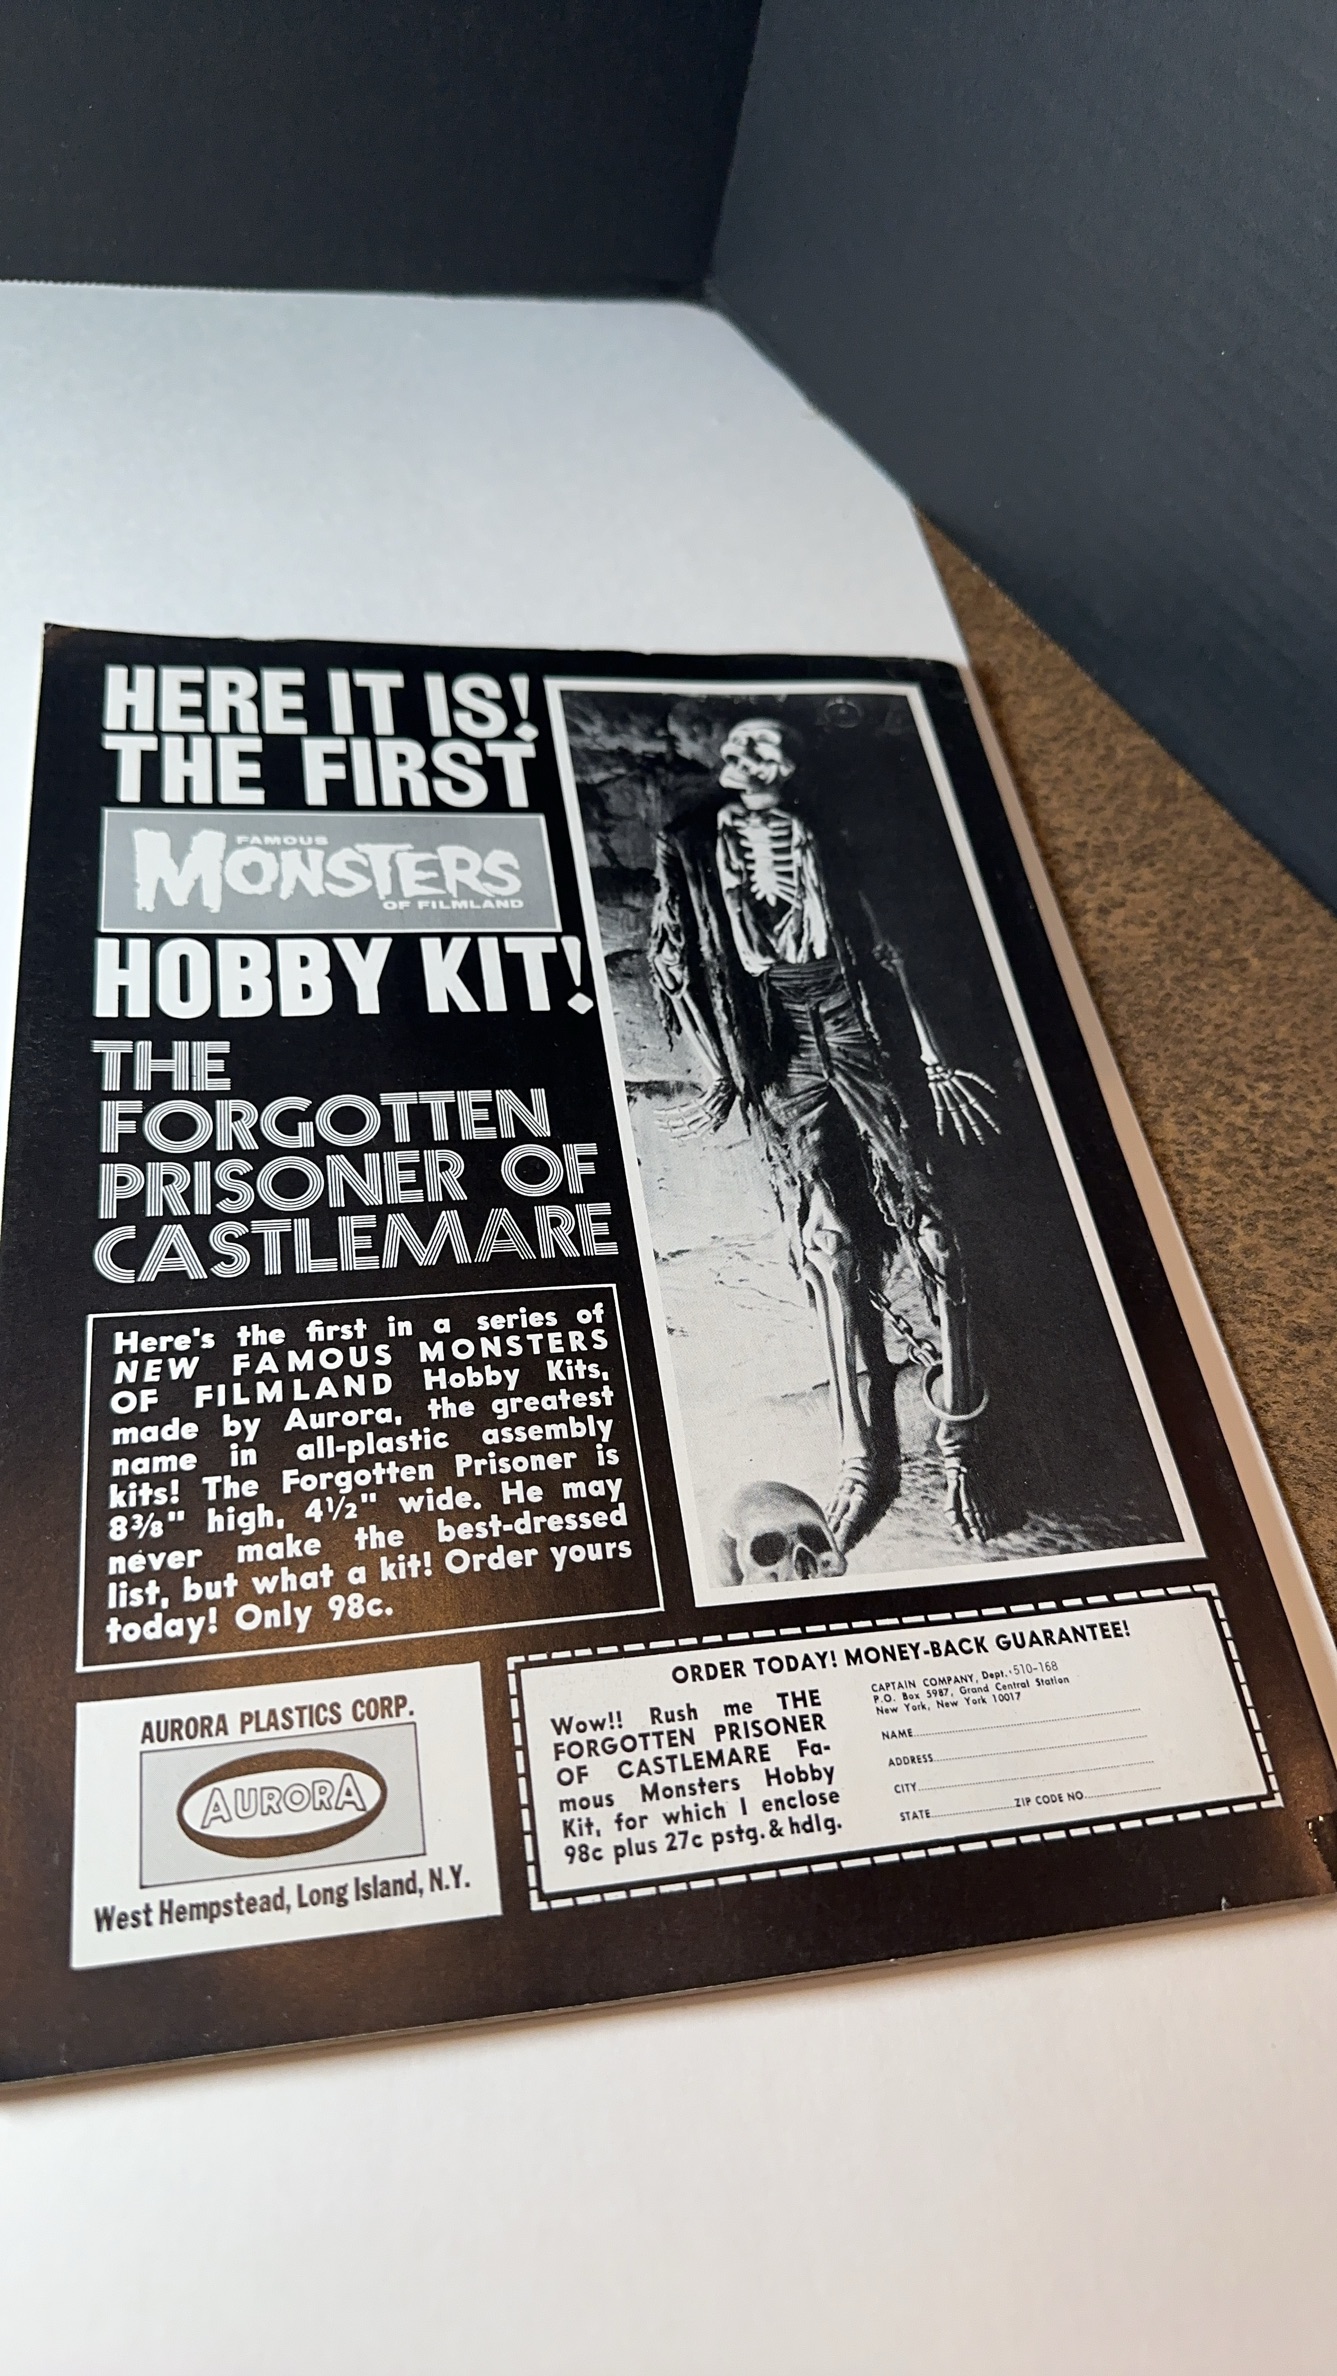 HERE IT IS!
THE FIRST
FAMOUS
MONSTERS
OF FILMLAND
HOBBY KIT!
THE
FORGOTTEN
PRISONER OF
CASTLEMARE
Here's the first in a series of
NEW FAMOUS MONSTERS
OF FILMLAND Hobby Kits,
made by Aurora, the greatest
name in all-plastic assembly
kits! The Forgotten Prisoner is
8⅜" high, 4½" wide. He may
never make the best-dressed
list, but what a kit! Order yours
today! Only 98c.
AURORA PLASTICS CORP.
AURORA
West Hempstead, Long Island, N.Y.
ORDER TODAY! MONEY-BACK GUARANTEE!
Wow!! Rush me THE
FORGOTTEN PRISONER
OF CASTLEMARE Fa-
mous Monsters Hobby
Kit, for which I enclose
98c plus 27c pstg. & hdlg.
CAPTAIN COMPANY, Dept. 510-168
P.O. Box 5987, Grand Central Station
New York, New York 10017
NAME
ADDRESS
CITY
STATE ZIP CODE NO.